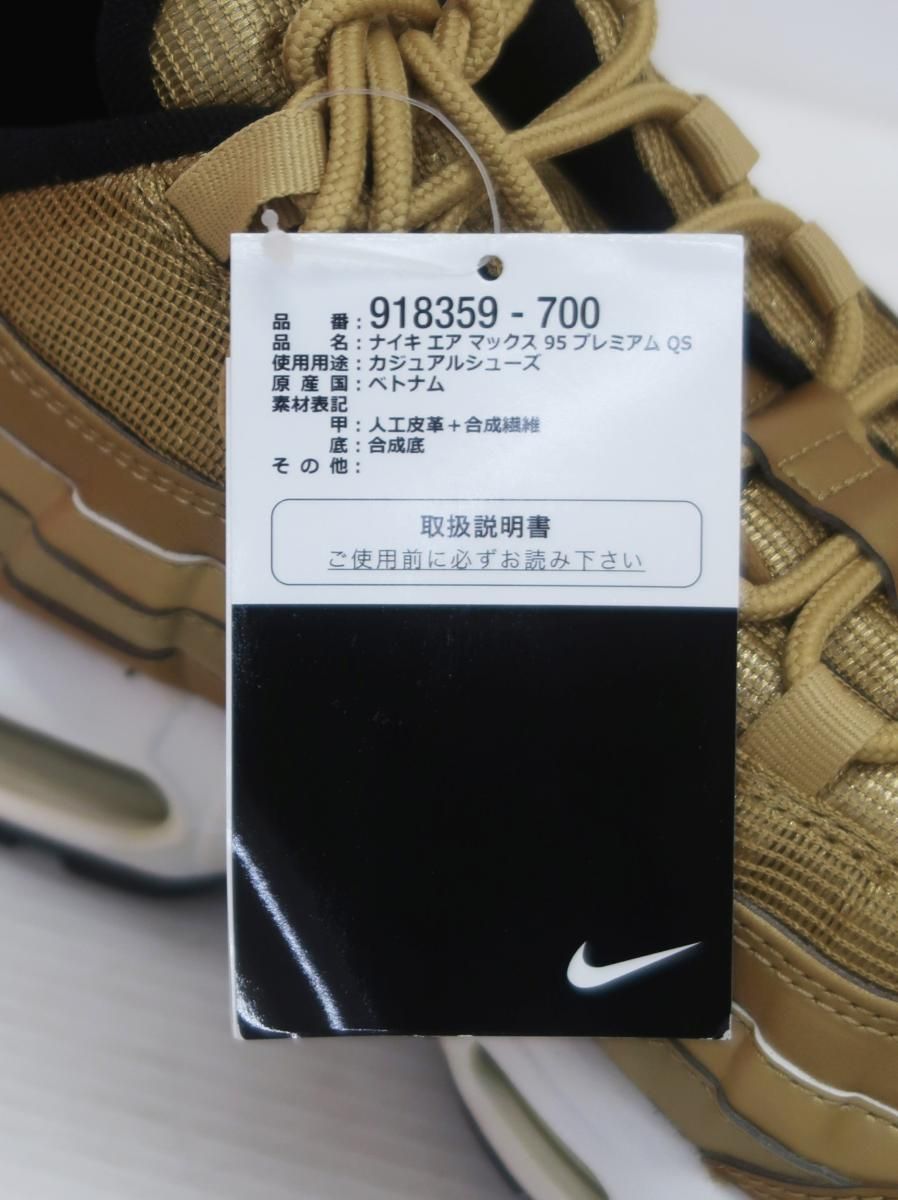 品 番:918359-700
品 名:ナイキ エア マックス 95 プレミアム QS
使用用途:カジュアルシューズ
原 産 国:ベトナム
素材表記
甲:人工皮革+合成繊維
底:合成底
そ の 他:
取扱説明書
ご使用前に必ずお読み下さい